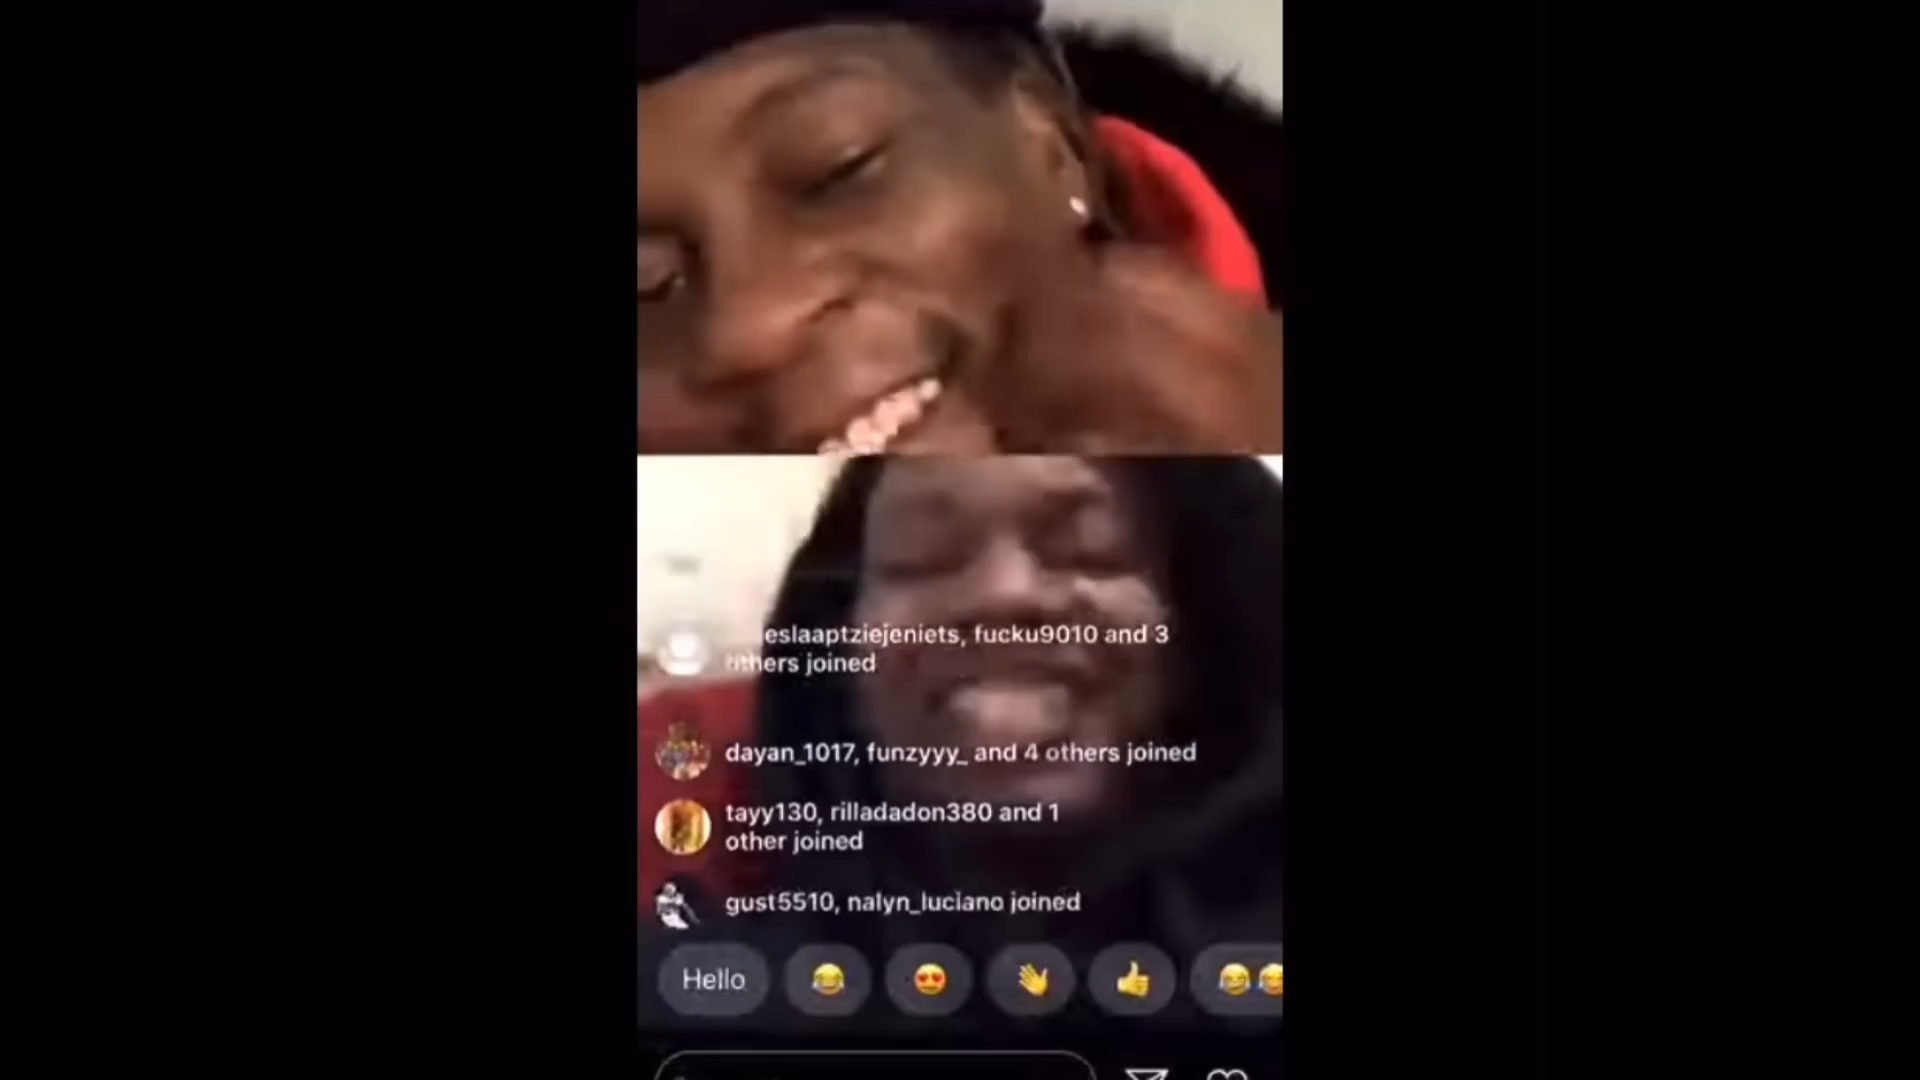 eslaaptziejeniets, fucku9010 and 3
others joined
dayan_1017, funzyyy_ and 4 others joined
tayy130, rilladadon380 and 1
other joined
gust5510, nalyn_luciano joined
Hello